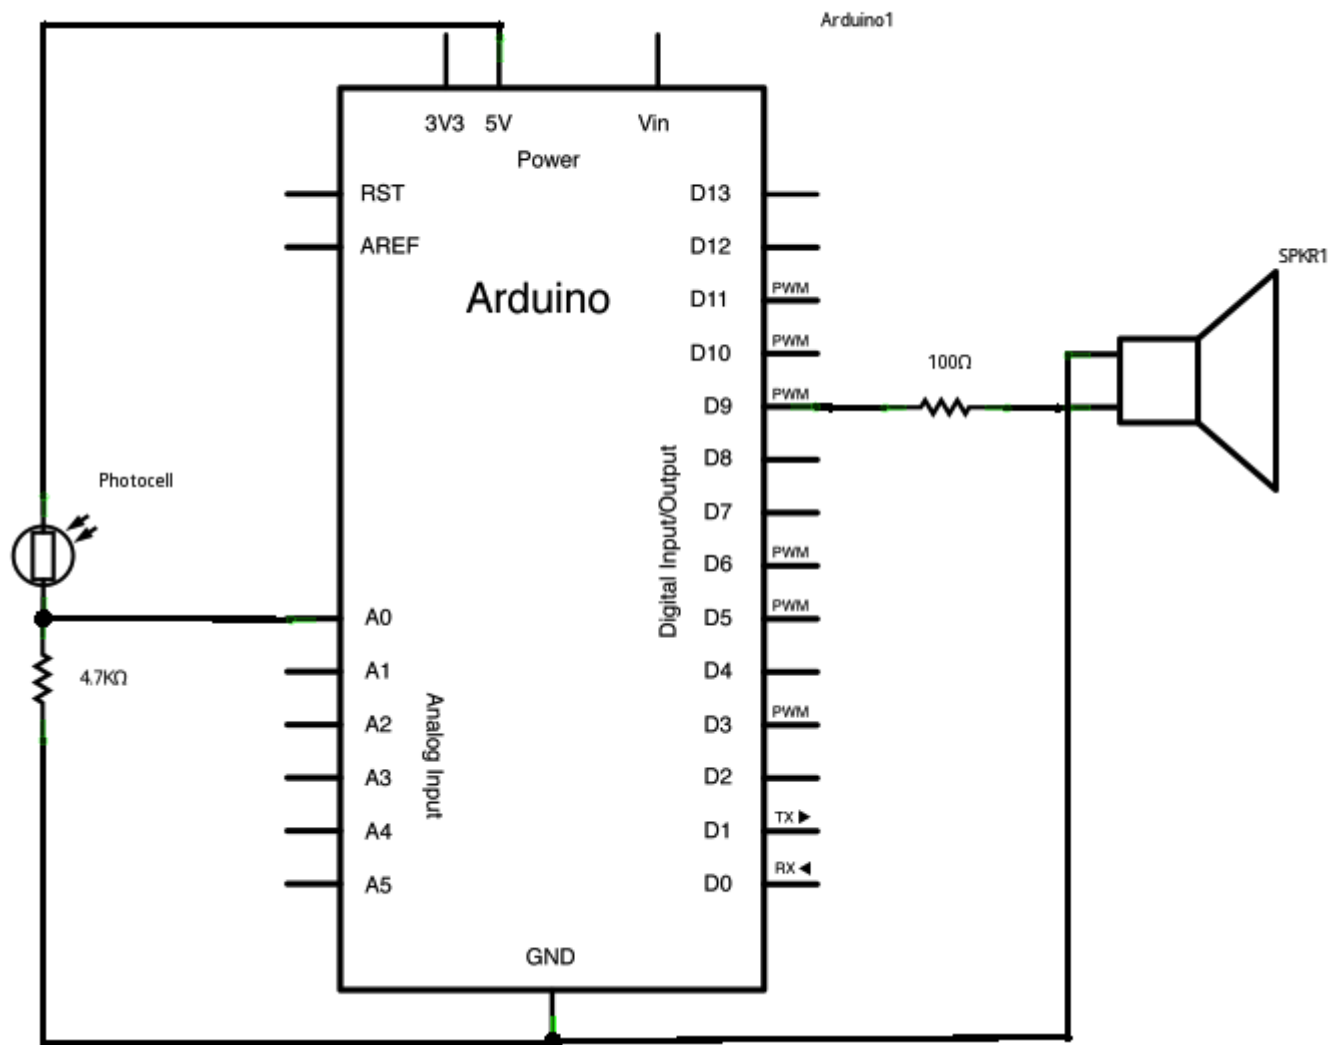 Arduino1
3V3 5V Vin
Power
RST
AREF
Arduino
D13
D12
D11 PWM
D10 PWM
D9 PWM
D8
D7
D6 PWM
D5 PWM
D4
D3 PWM
D2
D1 TX ▶
D0 RX ◀
Digital Input/Output
100Ω
SPKR1
Photocell
4.7KΩ
A0
A1
A2
A3
A4
A5
Analog Input
GND